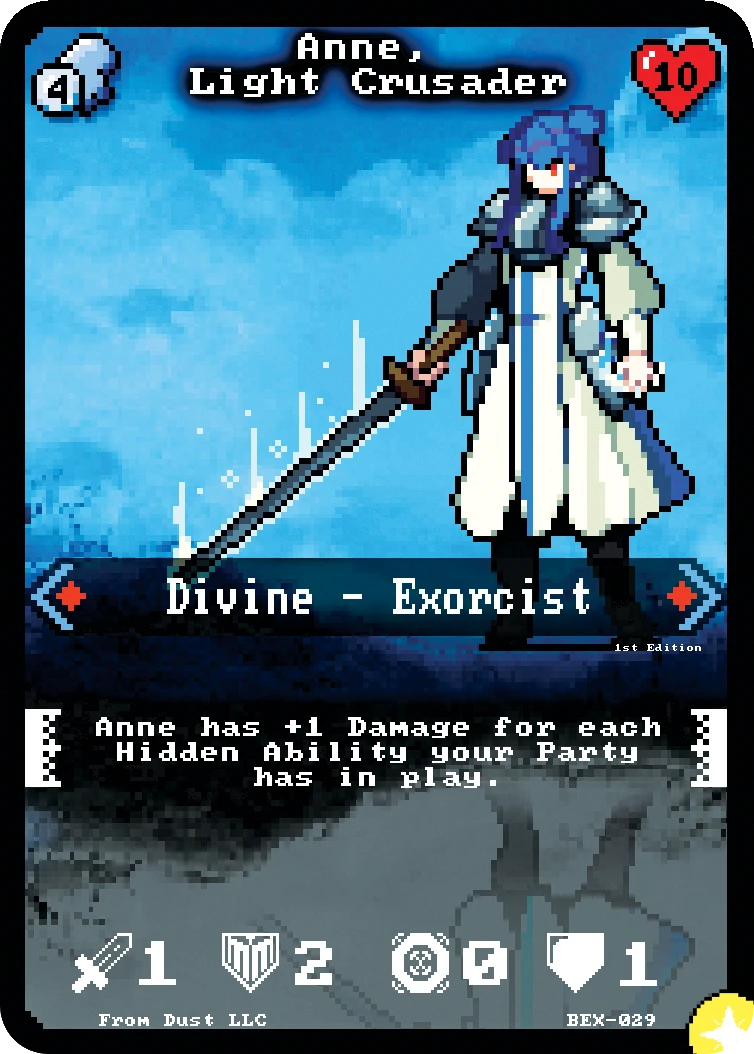 Anne,
Light Crusader
4
10
Divine - Exorcist
1st Edition
Anne has +1 Damage for each
Hidden Ability your Party
has in play.
1 2 0 1
From Dust LLC BEX-029